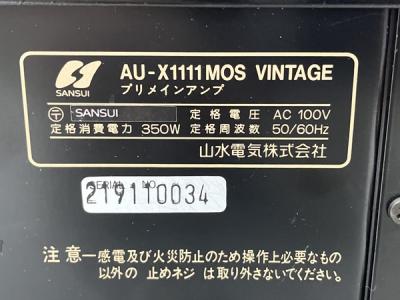 SANSUI
AU-X1111 MOS VINTAGE
プリメインアンプ
〒 SANSUI 定格電圧 AC 100V
定格消費電力 350W 定格周波数 50/60Hz
山水電気株式会社
SERIAL NO.
219110034
注意―感電及び火災防止のため操作上必要なもの
以外の 止めネジ は取り外さないでください。